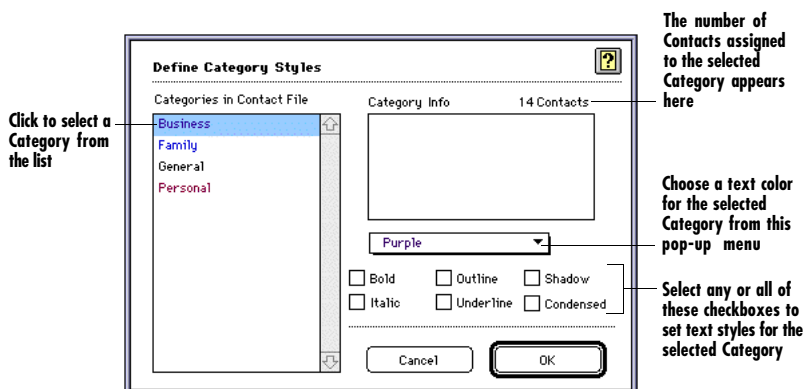 The number of
Contacts assigned
to the selected
Category appears
here
Define Category Styles
?
Categories in Contact File
Category Info
14 Contacts
Click to select a
Category from
the list
Business
Family
General
Personal
Choose a text color
for the selected
Category from this
pop-up menu
Purple
Bold
Outline
Shadow
Italic
Underline
Condensed
Select any or all of
these checkboxes to
set text styles for the
selected Category
Cancel
OK